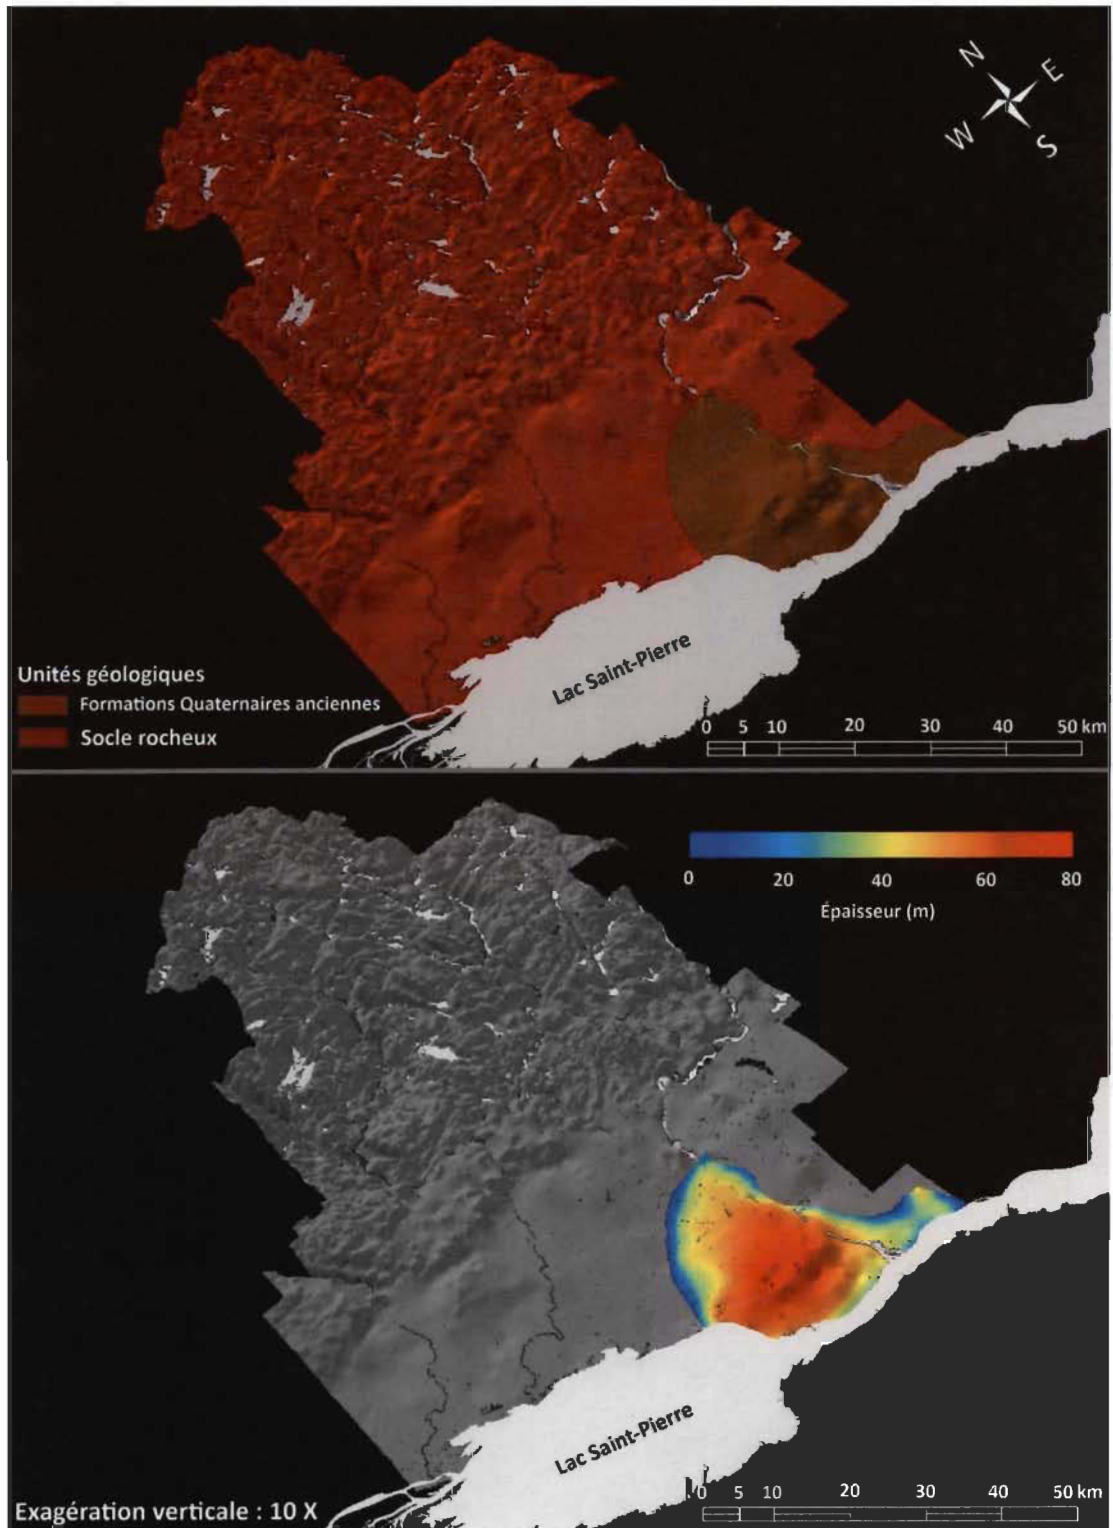 N
E
W
S
Unités géologiques
Formations Quaternaires anciennes
Socle rocheux
Lac Saint-Pierre
0 5 10 20 30 40 50 km
0 20 40 60 80
Épaisseur (m)
Lac Saint-Pierre
Exagération verticale : 10 X
0 5 10 20 30 40 50 km